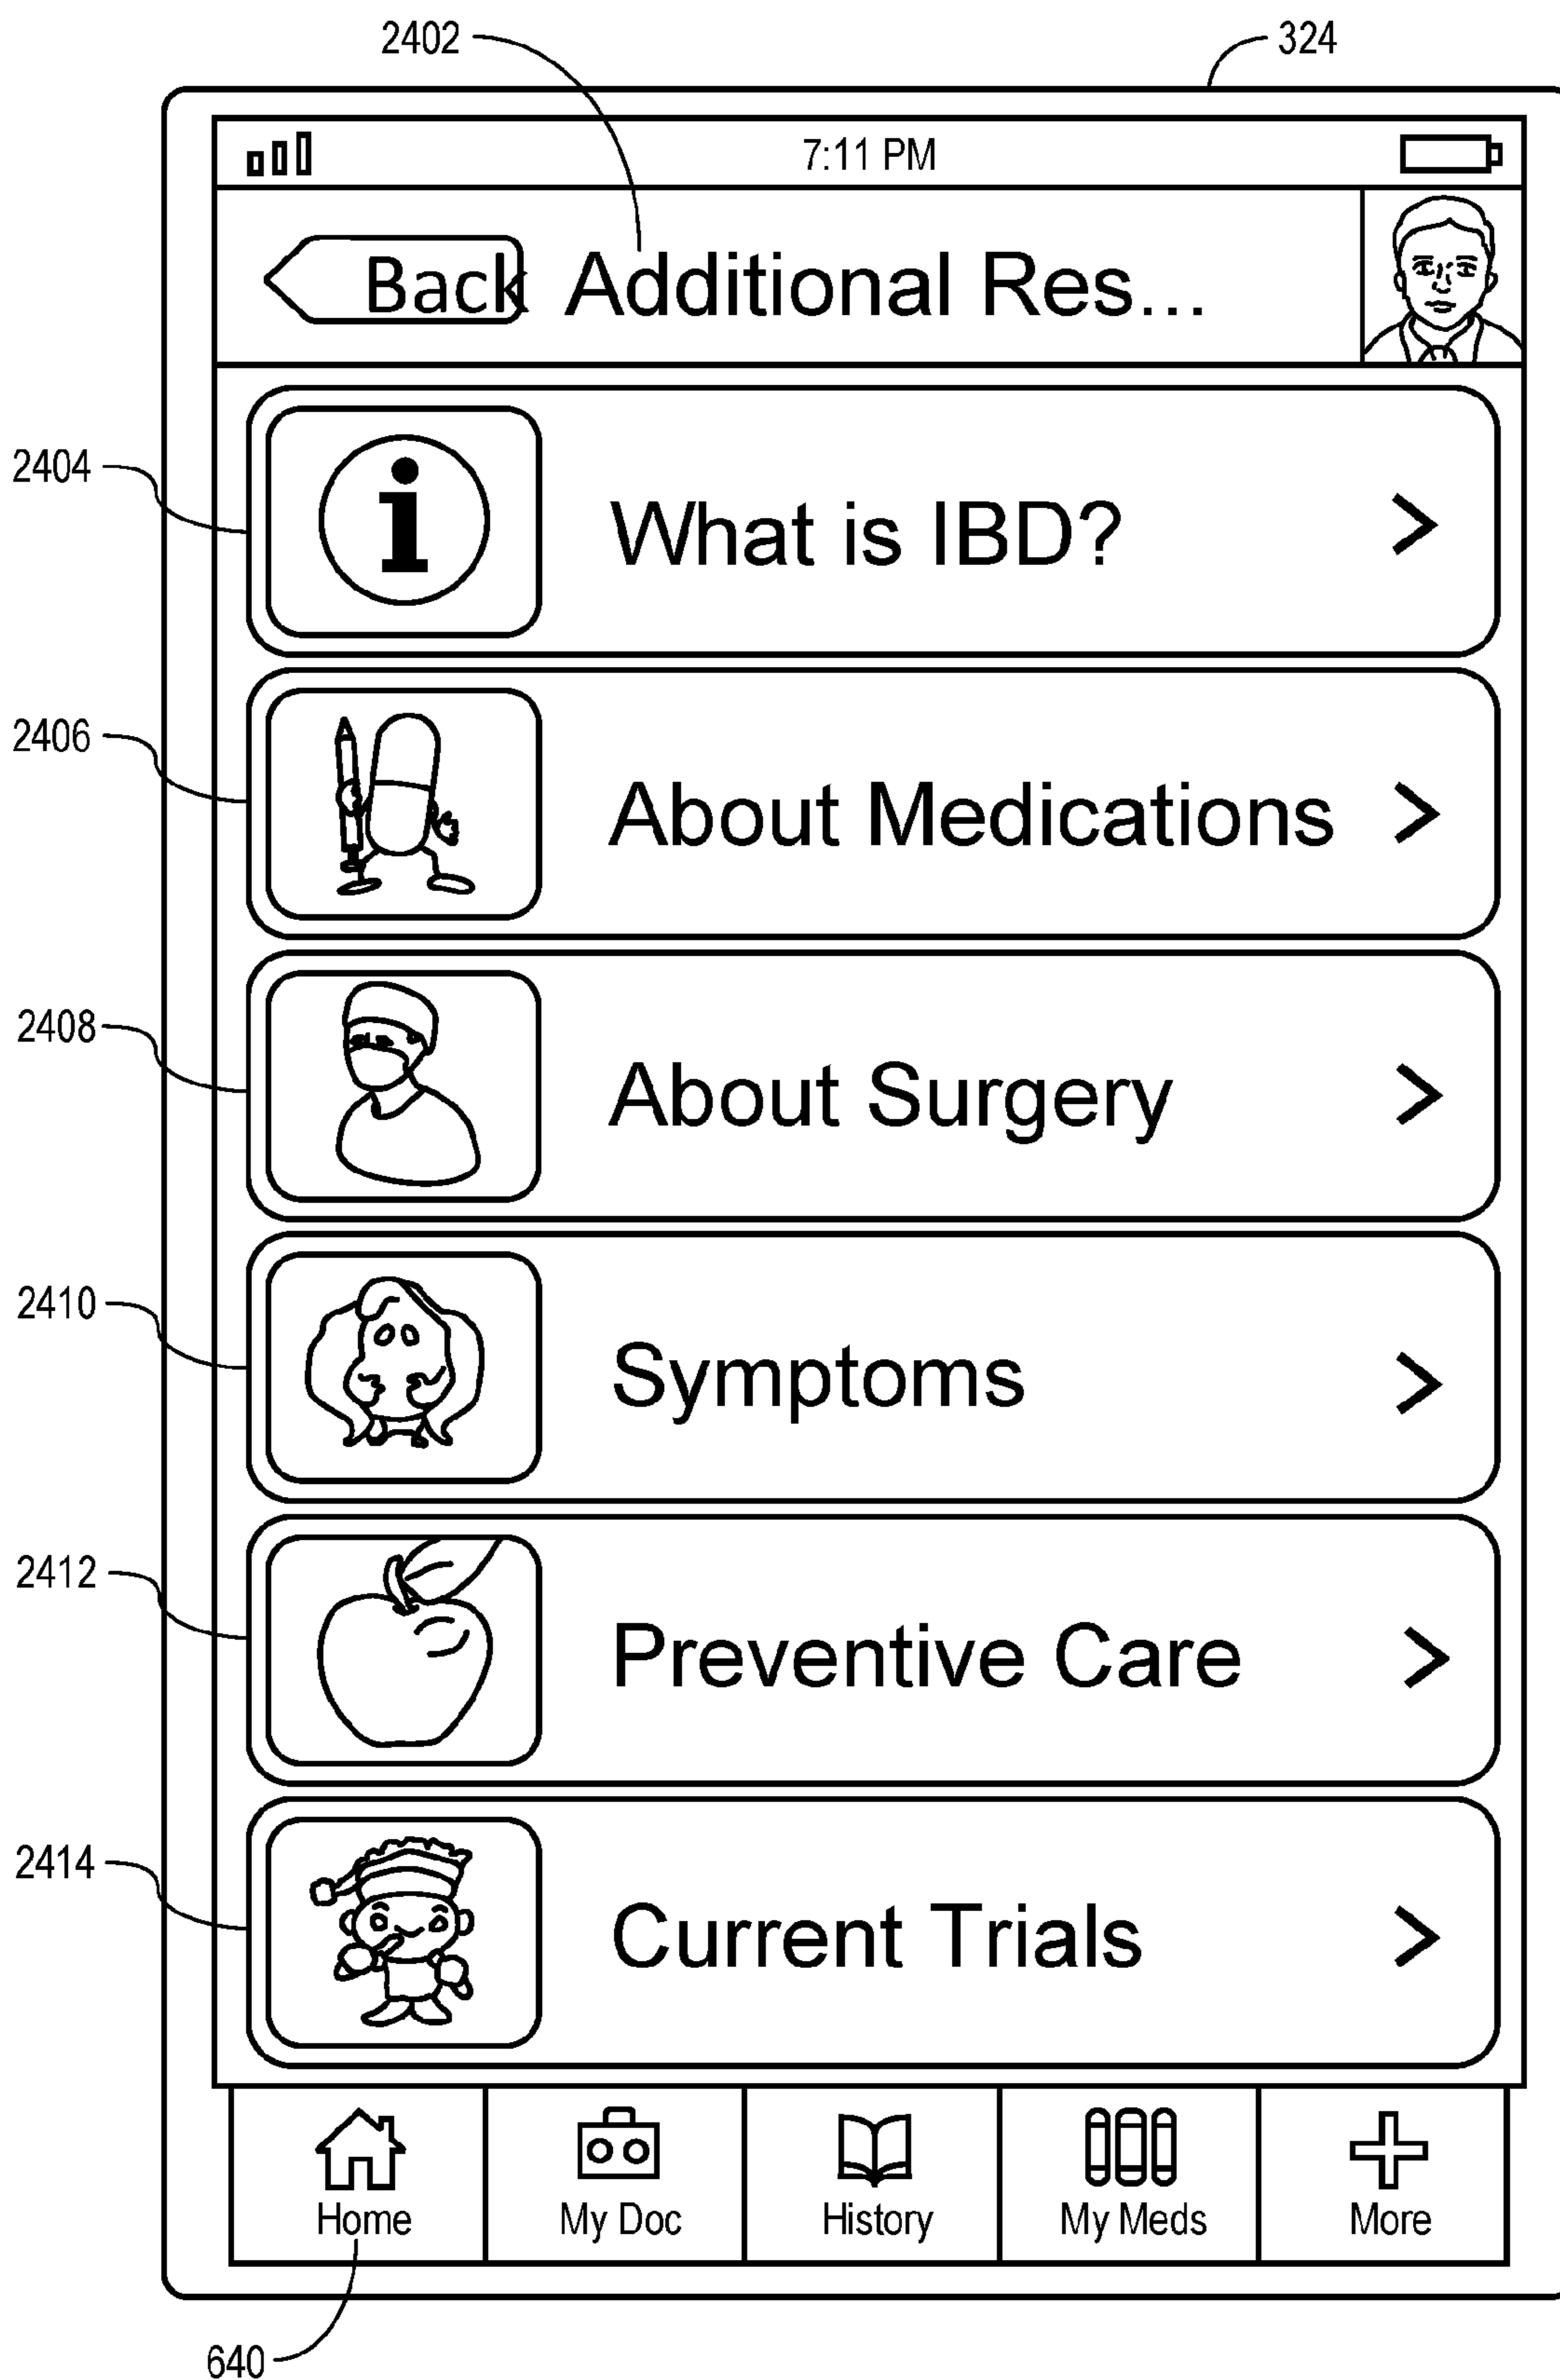 2402
324
7:11 PM
Back Additional Res...
2404
i
What is IBD? >
2406
About Medications >
2408
About Surgery >
2410
Symptoms >
2412
Preventive Care >
2414
Current Trials >
Home My Doc History My Meds More
640